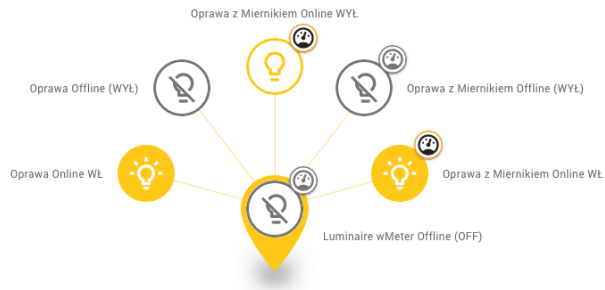 Oprawa z Miernikiem Online WYŁ
Oprawa Offline (WYŁ)
Oprawa z Miernikiem Offline (WYŁ)
Oprawa Online WŁ
Oprawa z Miernikiem Online WŁ
Luminaire wMeter Offline (OFF)